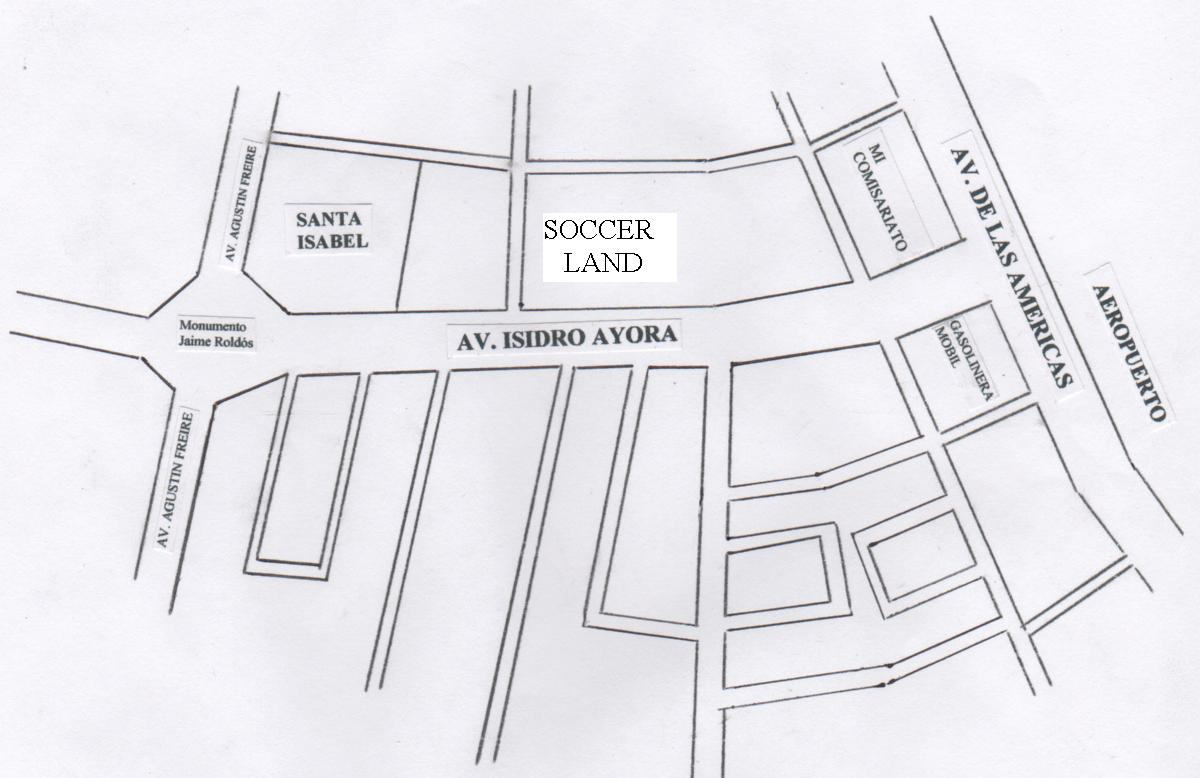 AV. AGUSTIN FREIRE
SANTA
ISABEL
SOCCER
LAND
MI
COMISARIATO
AV. DE LAS AMERICAS
AEROPUERTO
Monumento
Jaime Roldós
AV. ISIDRO AYORA
GASOLINERA
MOBIL
AV. AGUSTIN FREIRE